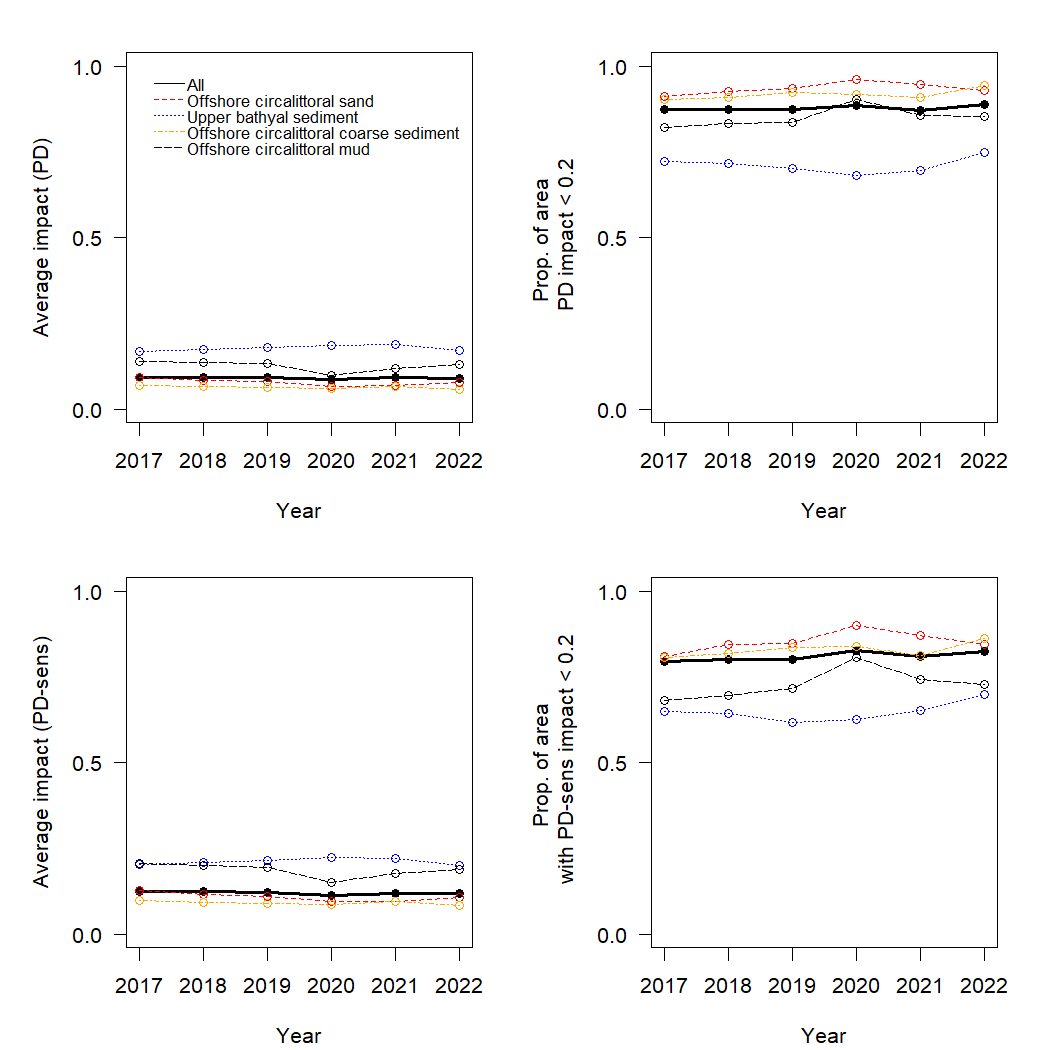 Average impact (PD)
1.0
0.5
0.0
All
Offshore circalittoral sand
Upper bathyal sediment
Offshore circalittoral coarse sediment
Offshore circalittoral mud
2017 2018 2019 2020 2021 2022
Year
Prop. of area
PD impact < 0.2
1.0
0.5
0.0
2017 2018 2019 2020 2021 2022
Year
Average impact (PD-sens)
1.0
0.5
0.0
2017 2018 2019 2020 2021 2022
Year
Prop. of area
with PD-sens impact < 0.2
1.0
0.5
0.0
2017 2018 2019 2020 2021 2022
Year